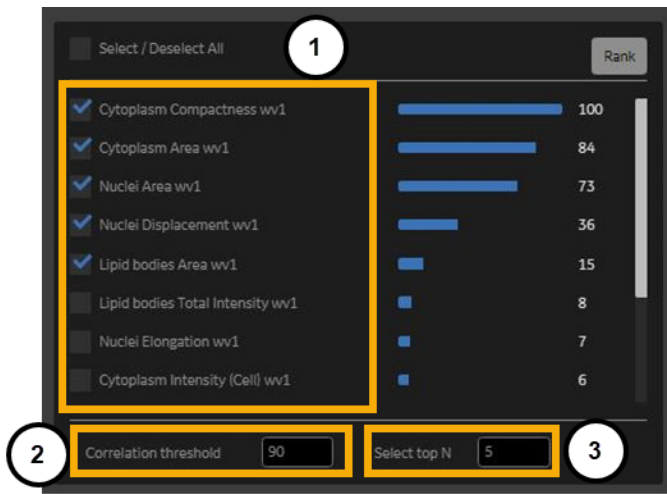 Select / Deselect All
1
Rank
Cytoplasm Compactness wv1 100
Cytoplasm Area wv1 84
Nuclei Area wv1 73
Nuclei Displacement wv1 36
Lipid bodies Area wv1 15
Lipid bodies Total Intensity wv1 8
Nuclei Elongation wv1 7
Cytoplasm Intensity (Cell) wv1 6
2
Correlation threshold 90
Select top N 5
3